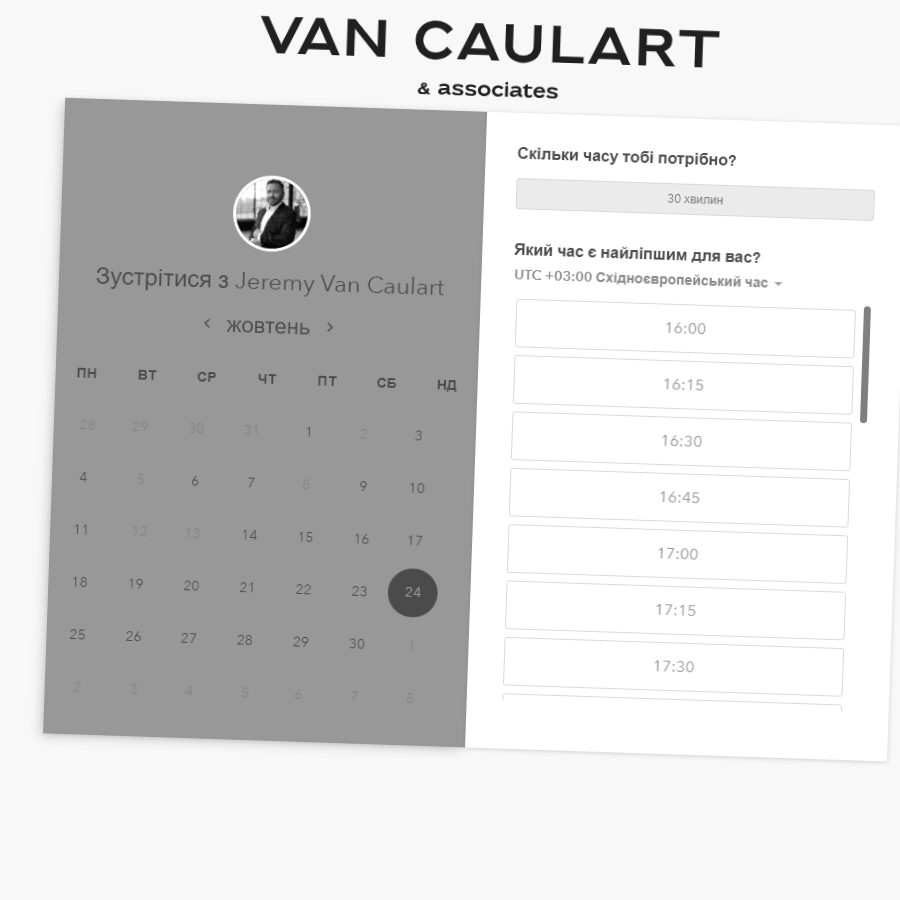 VAN CAULART
& associates
Зустрітися з Jeremy Van Caulart
жовтень
ПН ВТ СР ЧТ ПТ СБ НД
28 29 30 31 1 2 3
4 5 6 7 8 9 10
11 12 13 14 15 16 17
18 19 20 21 22 23 24
25 26 27 28 29 30 1
2 3 4 5 6 7 8
Скільки часу тобі потрібно?
30 хвилин
Який час є найліпшим для вас?
UTC +03:00 Східноєвропейський час
16:00
16:15
16:30
16:45
17:00
17:15
17:30